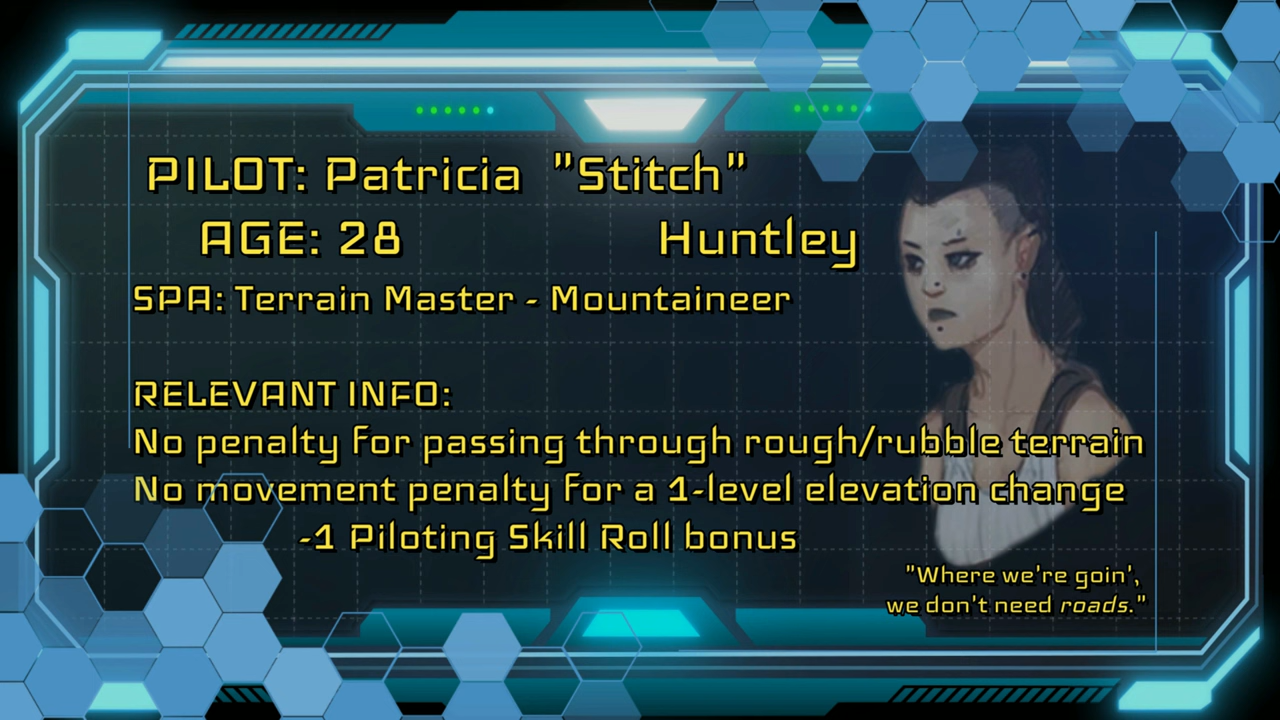 PILOT: Patricia "Stitch"
AGE: 28 Huntley
SPA: Terrain Master - Mountaineer
RELEVANT INFO:
No penalty for passing through rough/rubble terrain
No movement penalty for a 1-level elevation change
-1 Piloting Skill Roll bonus
"Where we're goin',
we don't need roads."